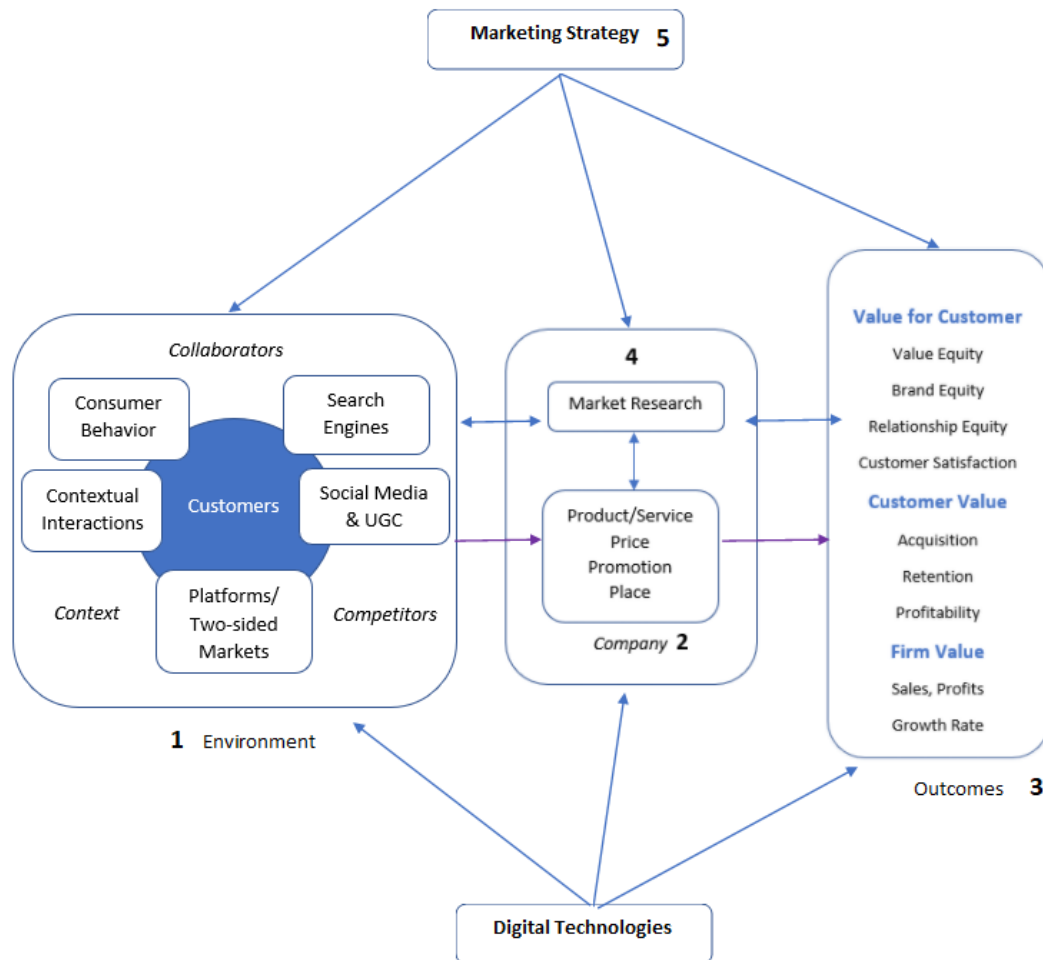 Marketing Strategy 5
Collaborators
Consumer
Behavior
Search
Engines
Contextual
Interactions
Customers
Social Media
& UGC
Context
Platforms/
Two-sided
Markets
Competitors
1 Environment
4
Market Research
Product/Service
Price
Promotion
Place
Company 2
Value for Customer
Value Equity
Brand Equity
Relationship Equity
Customer Satisfaction
Customer Value
Acquisition
Retention
Profitability
Firm Value
Sales, Profits
Growth Rate
Outcomes 3
Digital Technologies